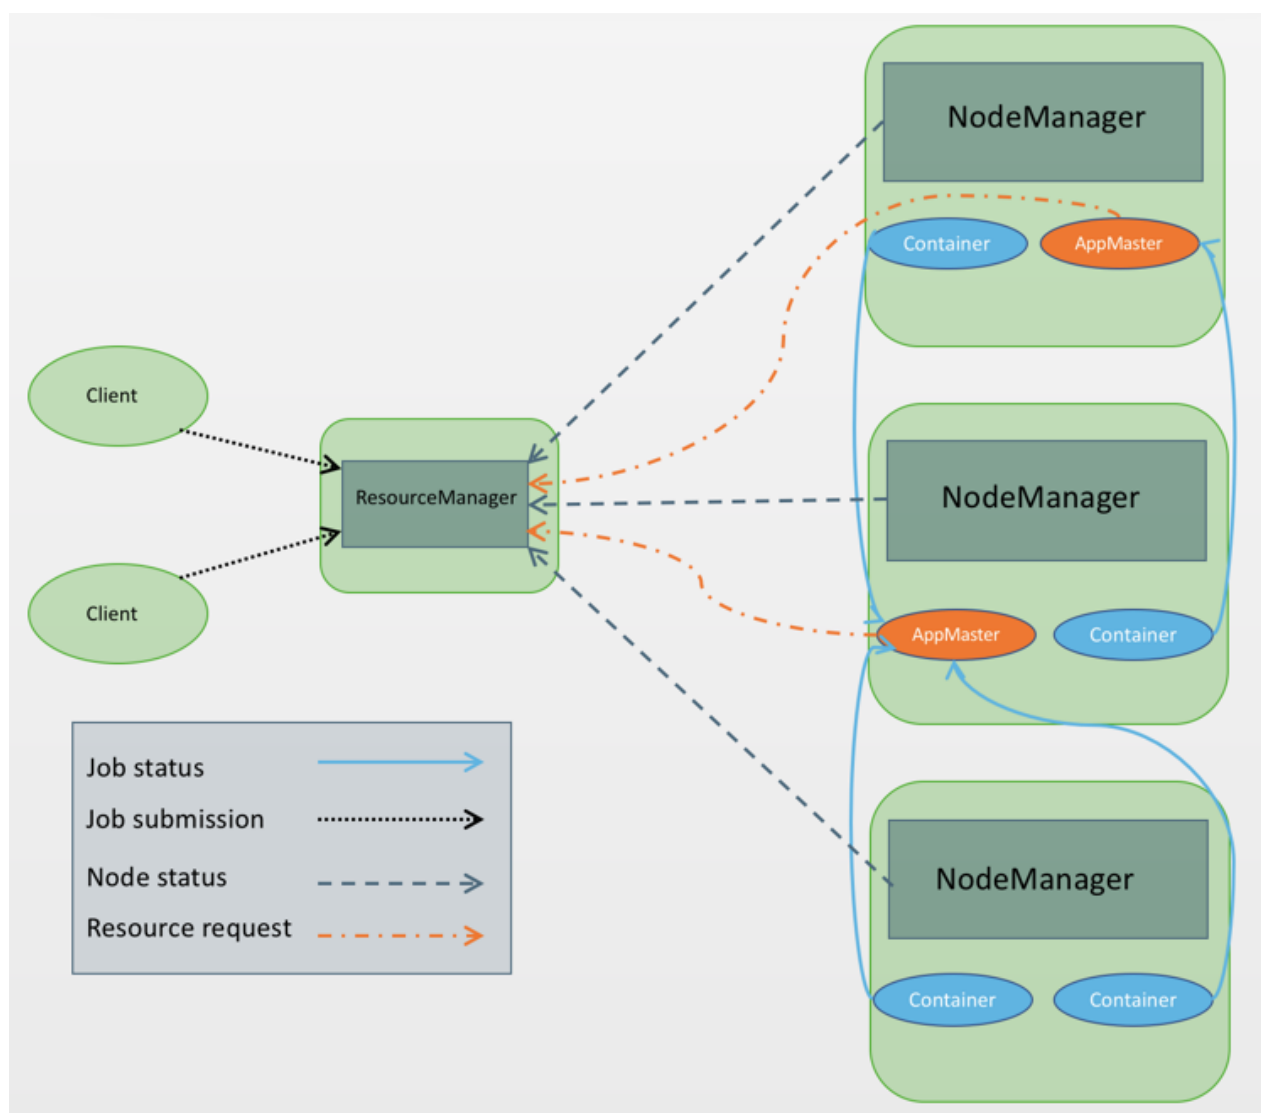 NodeManager
Container
AppMaster
Client
ResourceManager
NodeManager
Client
AppMaster
Container
Job status
Job submission
Node status
Resource request
NodeManager
Container
Container